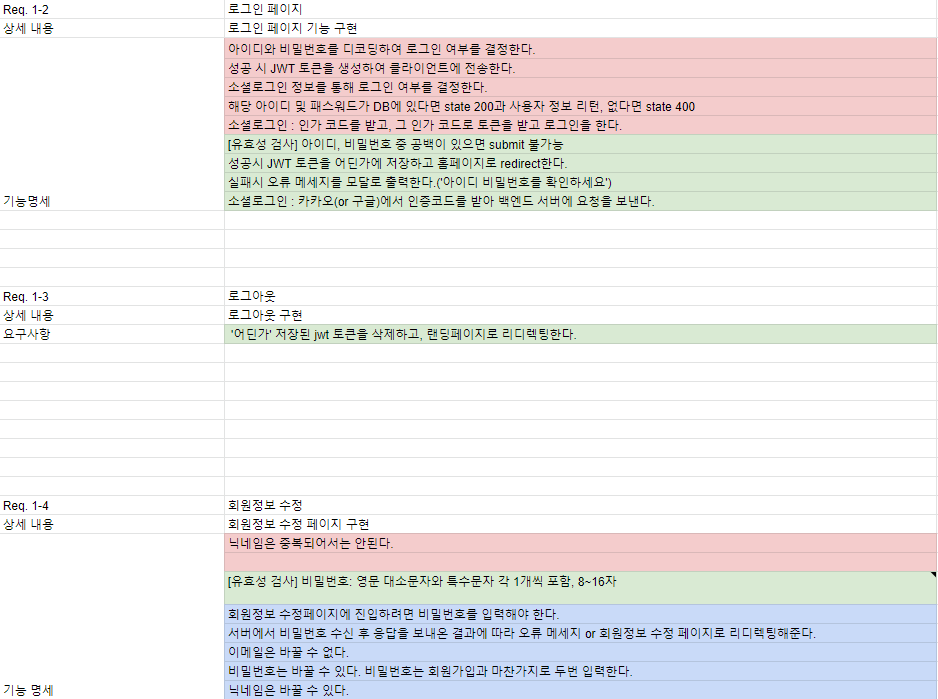 Req. 1-2 로그인 페이지
상세 내용 로그인 페이지 기능 구현
아이디와 비밀번호를 디코딩하여 로그인 여부를 결정한다.
성공 시 JWT 토큰을 생성하여 클라이언트에 전송한다.
소셜로그인 정보를 통해 로그인 여부를 결정한다.
해당 아이디 및 패스워드가 DB에 있다면 state 200과 사용자 정보 리턴, 없다면 state 400
소셜로그인 : 인가 코드를 받고, 그 인가 코드로 토큰을 받고 로그인을 한다.
[유효성 검사] 아이디, 비밀번호 중 공백이 있으면 submit 불가능
성공시 JWT 토큰을 어딘가에 저장하고 홈페이지로 redirect한다.
실패시 오류 메세지를 모달로 출력한다.('아이디 비밀번호를 확인하세요')
기능명세 소셜로그인 : 카카오(or 구글)에서 인증코드를 받아 백엔드 서버에 요청을 보낸다.
Req. 1-3 로그아웃
상세 내용 로그아웃 구현
요구사항 '어딘가' 저장된 jwt 토큰을 삭제하고, 랜딩페이지로 리디렉팅한다.
Req. 1-4 회원정보 수정
상세 내용 회원정보 수정 페이지 구현
닉네임은 중복되어서는 안된다.
[유효성 검사] 비밀번호: 영문 대소문자와 특수문자 각 1개씩 포함, 8~16자
회원정보 수정페이지에 진입하려면 비밀번호를 입력해야 한다.
서버에서 비밀번호 수신 후 응답을 보내온 결과에 따라 오류 메세지 or 회원정보 수정 페이지로 리디렉팅해준다.
이메일은 바꿀 수 없다.
비밀번호는 바꿀 수 있다. 비밀번호는 회원가입과 마찬가지로 두번 입력한다.
기능 명세 닉네임은 바꿀 수 있다.